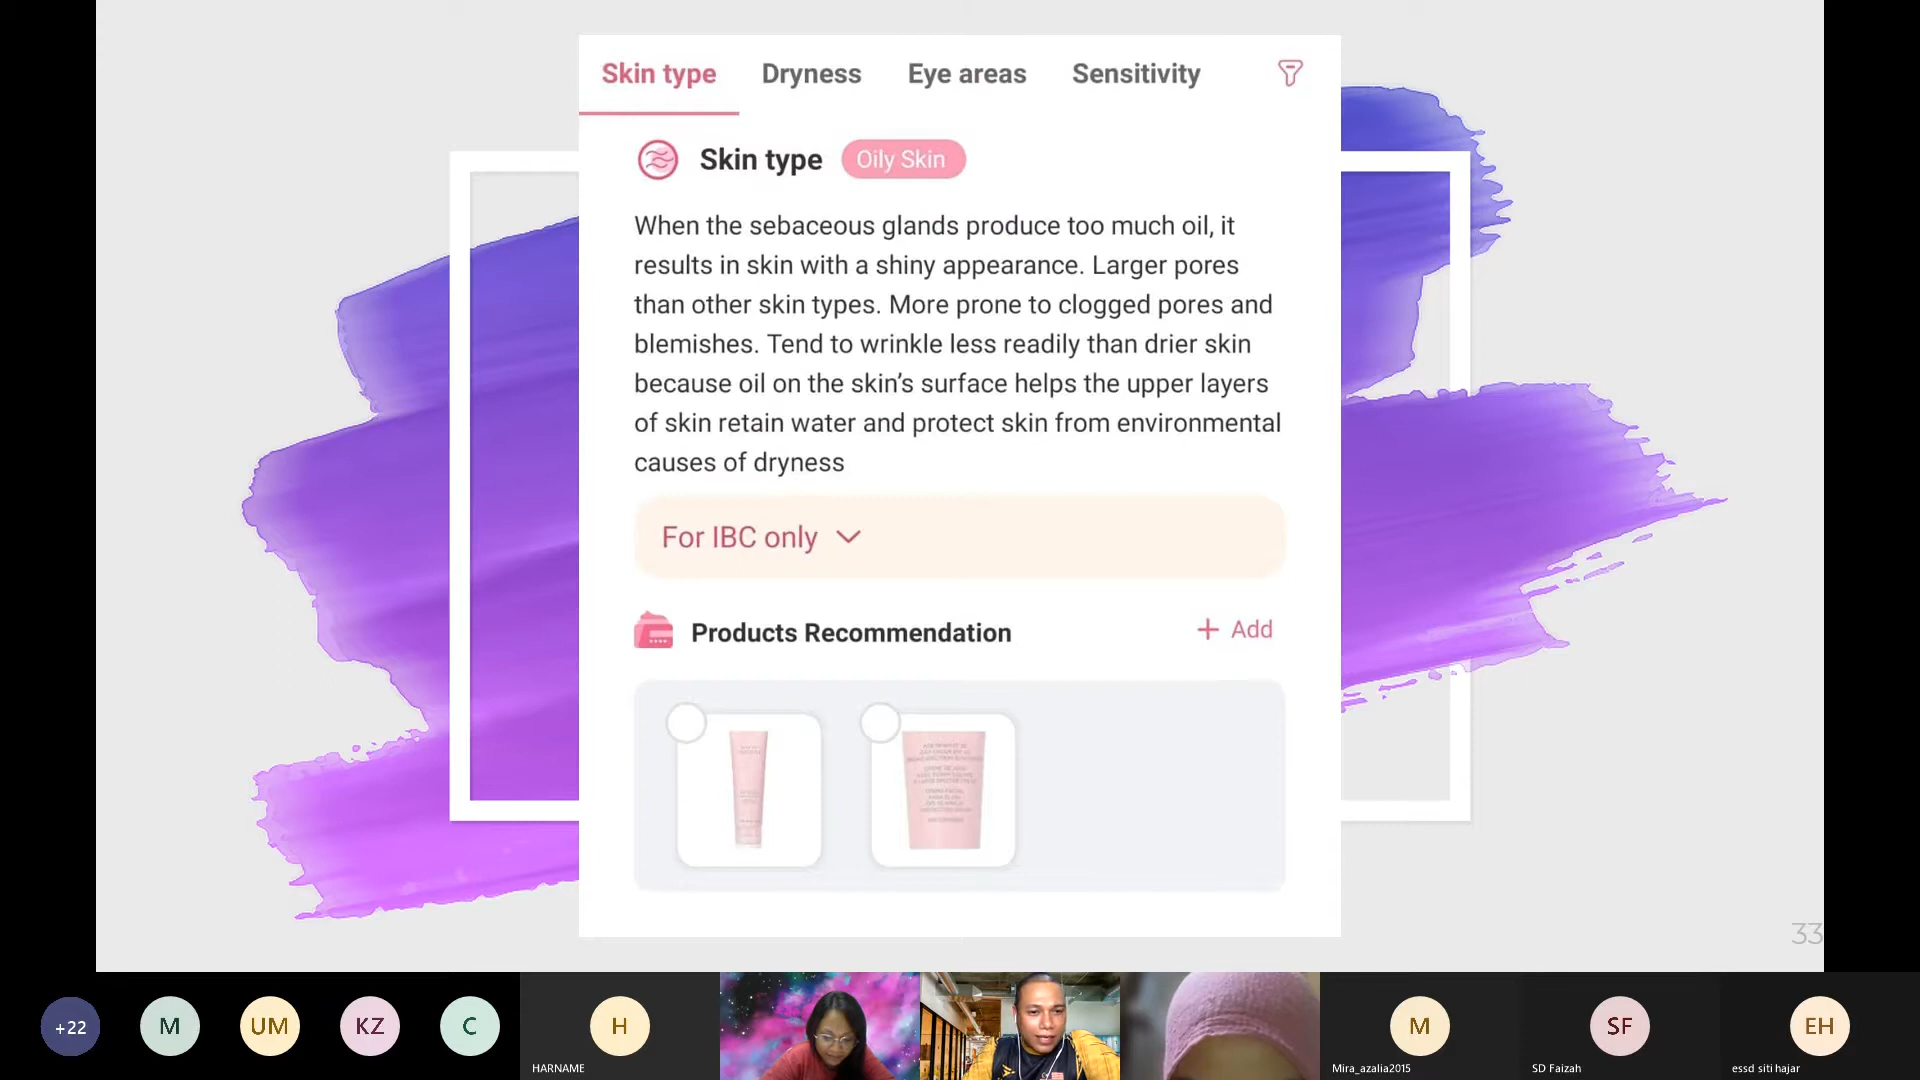 Skin type Dryness Eye areas Sensitivity
Skin type Oily Skin
When the sebaceous glands produce too much oil, it
results in skin with a shiny appearance. Larger pores
than other skin types. More prone to clogged pores and
blemishes. Tend to wrinkle less readily than drier skin
because oil on the skin’s surface helps the upper layers
of skin retain water and protect skin from environmental
causes of dryness
For IBC only
Products Recommendation + Add
33
+22 M UM KZ C H M SF EH
HARNAME Mira_azalia2015 SD Faizah essd siti hajar